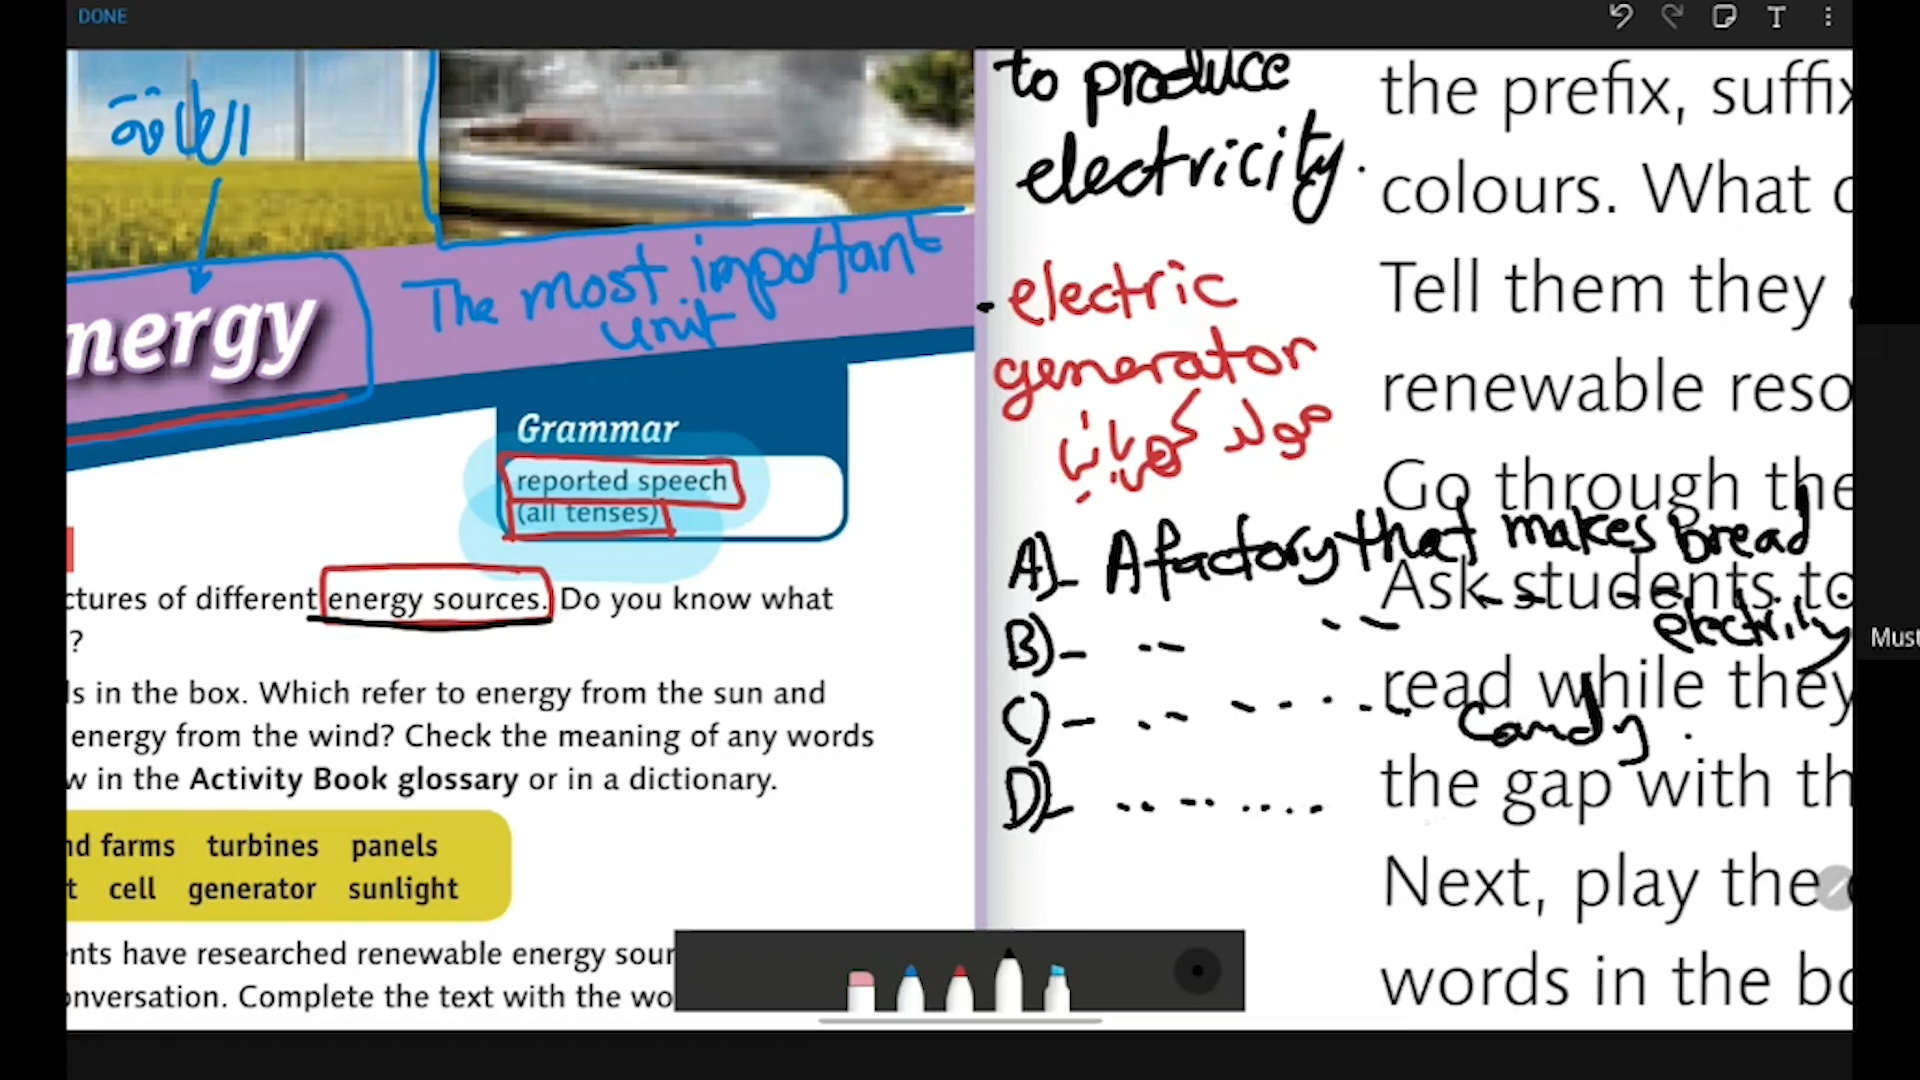 DONE
الطاقة
nergy
The most important
unit
Grammar
reported speech
(all tenses)
ctures of different energy sources. Do you know what
?
ls in the box. Which refer to energy from the sun and
energy from the wind? Check the meaning of any words
w in the Activity Book glossary or in a dictionary.
nd farms turbines panels
t cell generator sunlight
nts have researched renewable energy sour
onversation. Complete the text with the wo
to produce
electricity.
- electric
generator
مولد كهربائي
A)- A factory that makes bread
B)- -- -- electricity
C)- -- - - - - - candy.
D)- .. -- ... .
the prefix, suffix
colours. What
Tell them they
renewable reso
Go through the
Ask students to
read while they
the gap with th
Next, play the
words in the bo
T
Must